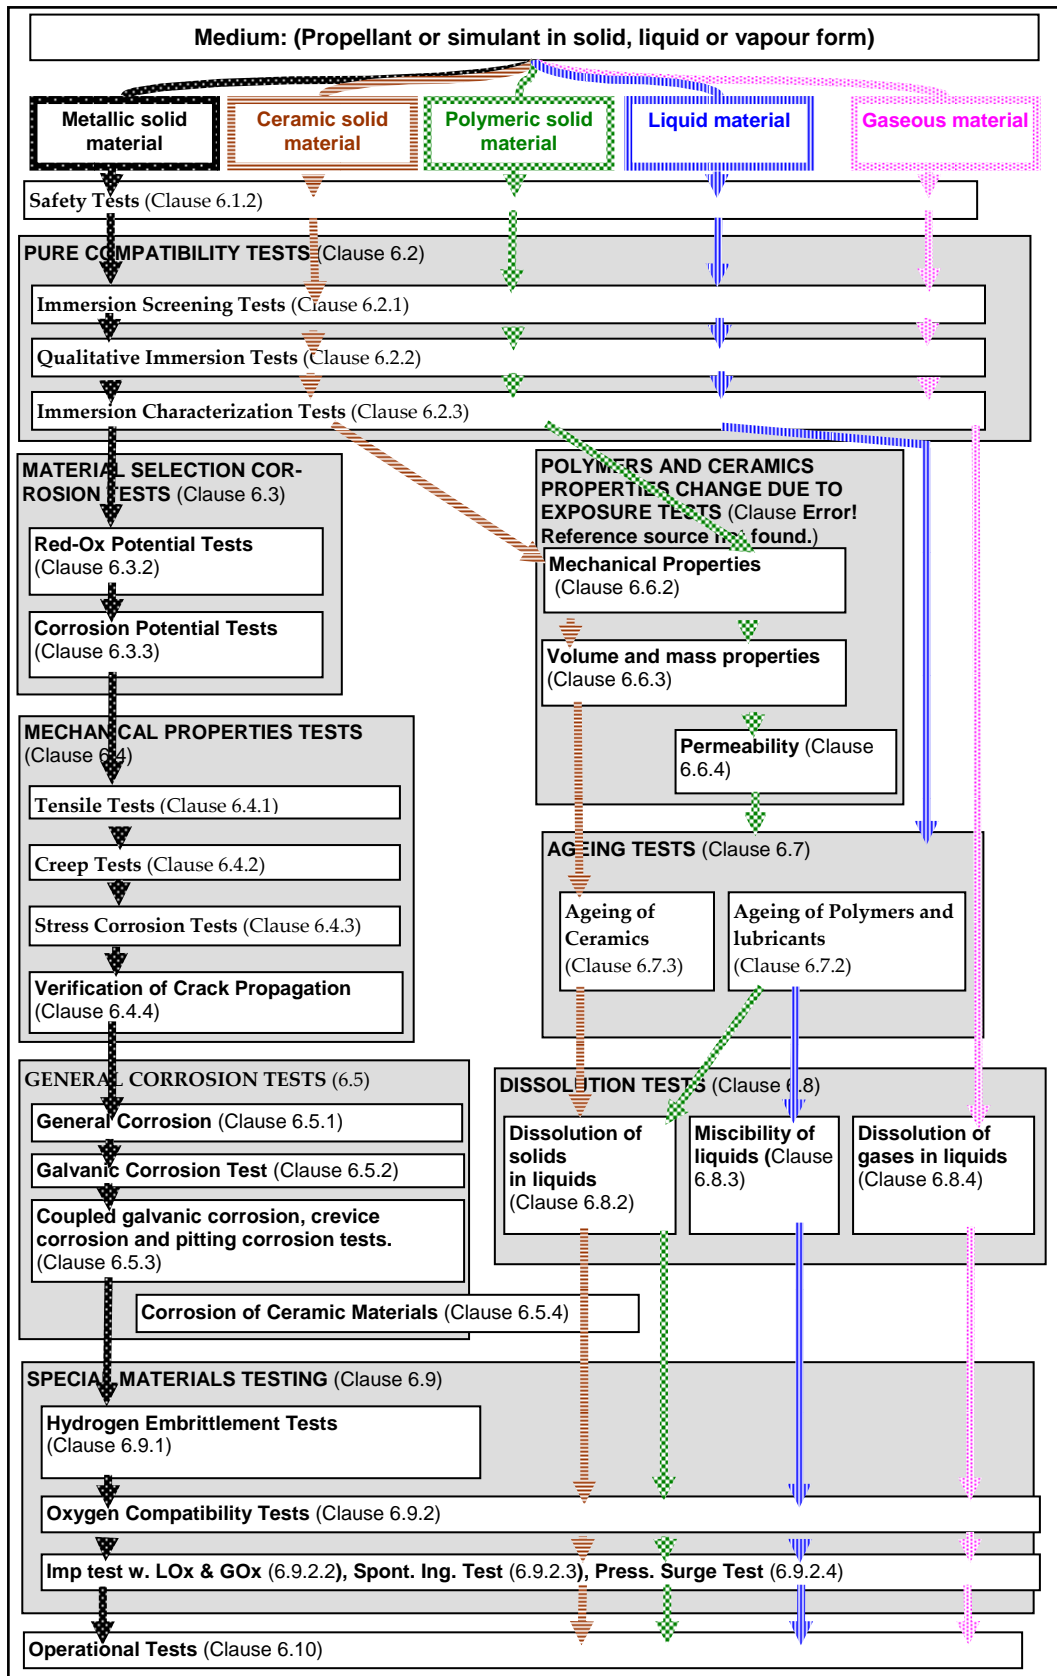 Medium: (Propellant or simulant in solid, liquid or vapour form)
Metallic solid
material
Ceramic solid
material
Polymeric solid
material
Liquid material
Gaseous material
Safety Tests (Clause 6.1.2)
PURE COMPATIBILITY TESTS (Clause 6.2)
Immersion Screening Tests (Clause 6.2.1)
Qualitative Immersion Tests (Clause 6.2.2)
Immersion Characterization Tests (Clause 6.2.3)
MATERIAL SELECTION COR-
ROSION TESTS (Clause 6.3)
Red-Ox Potential Tests
(Clause 6.3.2)
Corrosion Potential Tests
(Clause 6.3.3)
POLYMERS AND CERAMICS
PROPERTIES CHANGE DUE TO
EXPOSURE TESTS (Clause Error!
Reference source not found.)
Mechanical Properties
(Clause 6.6.2)
Volume and mass properties
(Clause 6.6.3)
Permeability (Clause
6.6.4)
MECHANICAL PROPERTIES TESTS
(Clause 6.4)
Tensile Tests (Clause 6.4.1)
Creep Tests (Clause 6.4.2)
Stress Corrosion Tests (Clause 6.4.3)
Verification of Crack Propagation
(Clause 6.4.4)
AGEING TESTS (Clause 6.7)
Ageing of
Ceramics
(Clause 6.7.3)
Ageing of Polymers and
lubricants
(Clause 6.7.2)
GENERAL CORROSION TESTS (6.5)
General Corrosion (Clause 6.5.1)
Galvanic Corrosion Test (Clause 6.5.2)
Coupled galvanic corrosion, crevice
corrosion and pitting corrosion tests.
(Clause 6.5.3)
Corrosion of Ceramic Materials (Clause 6.5.4)
DISSOLUTION TESTS (Clause 6.8)
Dissolution of
solids
in liquids
(Clause 6.8.2)
Miscibility of
liquids (Clause
6.8.3)
Dissolution of
gases in liquids
(Clause 6.8.4)
SPECIAL MATERIALS TESTING (Clause 6.9)
Hydrogen Embrittlement Tests
(Clause 6.9.1)
Oxygen Compatibility Tests (Clause 6.9.2)
Imp test w. LOx & GOx (6.9.2.2), Spont. Ing. Test (6.9.2.3), Press. Surge Test (6.9.2.4)
Operational Tests (Clause 6.10)